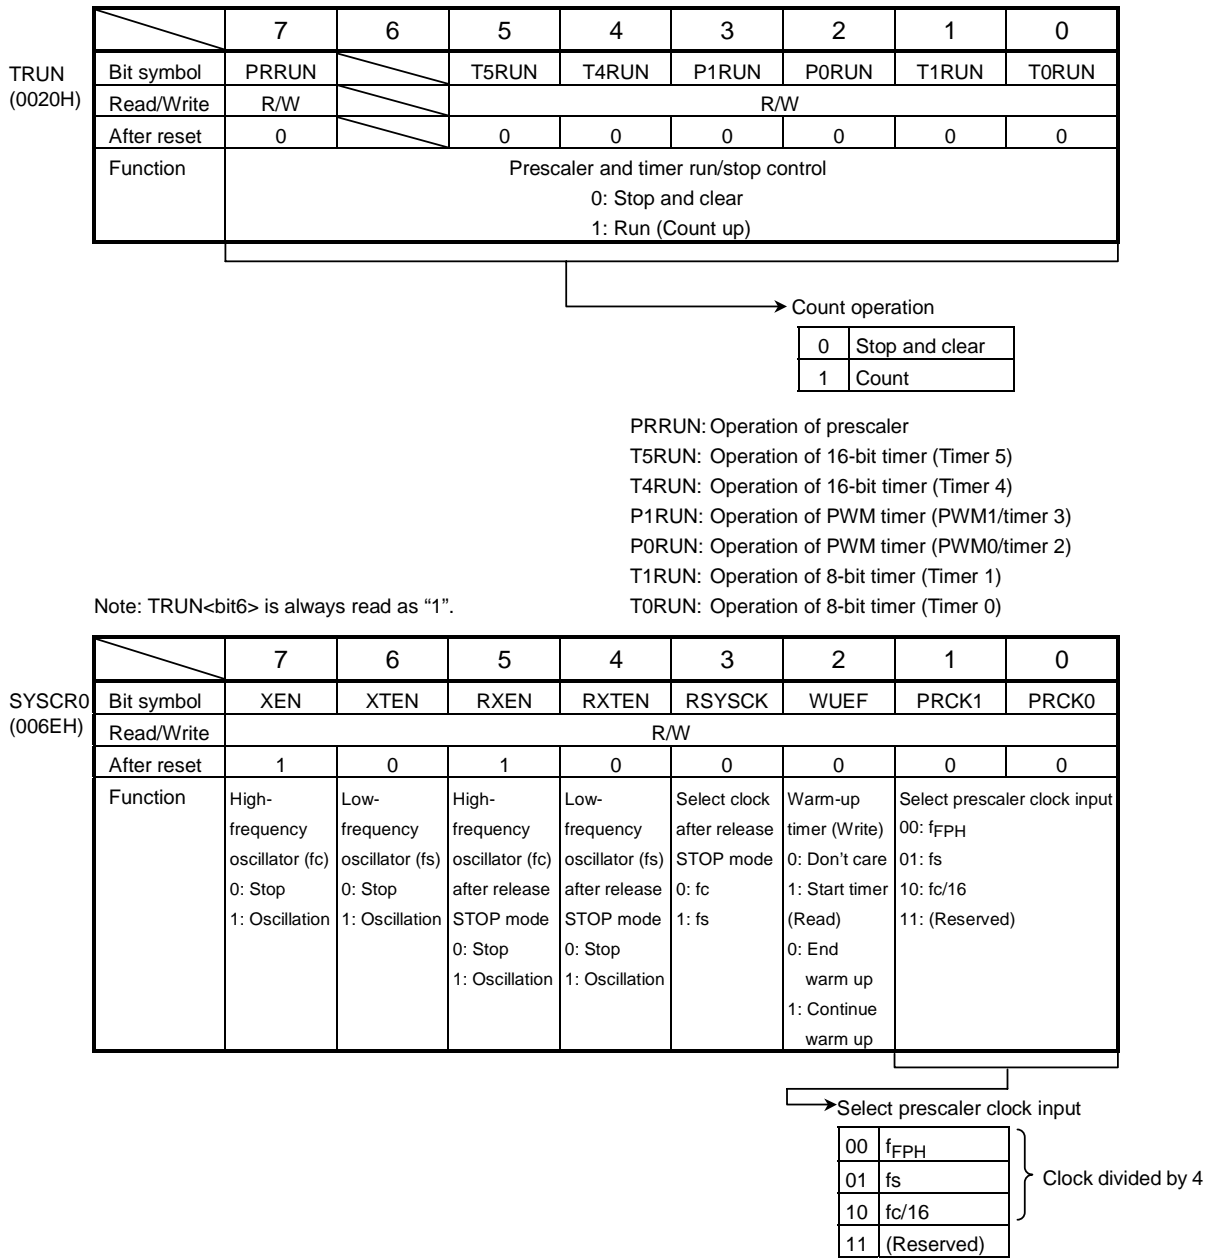 7 6 5 4 3 2 1 0
TRUN
(0020H)
Bit symbol PRRUN T5RUN T4RUN P1RUN P0RUN T1RUN T0RUN
Read/Write R/W R/W
After reset 0 0 0 0 0 0 0
Function Prescaler and timer run/stop control
0: Stop and clear
1: Run (Count up)
Count operation
0 Stop and clear
1 Count
PRRUN: Operation of prescaler
T5RUN: Operation of 16-bit timer (Timer 5)
T4RUN: Operation of 16-bit timer (Timer 4)
P1RUN: Operation of PWM timer (PWM1/timer 3)
P0RUN: Operation of PWM timer (PWM0/timer 2)
T1RUN: Operation of 8-bit timer (Timer 1)
T0RUN: Operation of 8-bit timer (Timer 0)
Note: TRUN<bit6> is always read as “1”.
7 6 5 4 3 2 1 0
SYSCR0
(006EH)
Bit symbol XEN XTEN RXEN RXTEN RSYSCK WUEF PRCK1 PRCK0
Read/Write R/W
After reset 1 0 1 0 0 0 0 0
Function
High-
frequency
oscillator (fc)
0: Stop
1: Oscillation
Low-
frequency
oscillator (fs)
0: Stop
1: Oscillation
High-
frequency
oscillator (fc)
after release
STOP mode
0: Stop
1: Oscillation
Low-
frequency
oscillator (fs)
after release
STOP mode
0: Stop
1: Oscillation
Select clock
after release
STOP mode
0: fc
1: fs
Warm-up
timer (Write)
0: Don’t care
1: Start timer
(Read)
0: End
warm up
1: Continue
warm up
Select prescaler clock input
00: fFPH
01: fs
10: fc/16
11: (Reserved)
Select prescaler clock input
00 fFPH
01 fs
10 fc/16
11 (Reserved)
Clock divided by 4